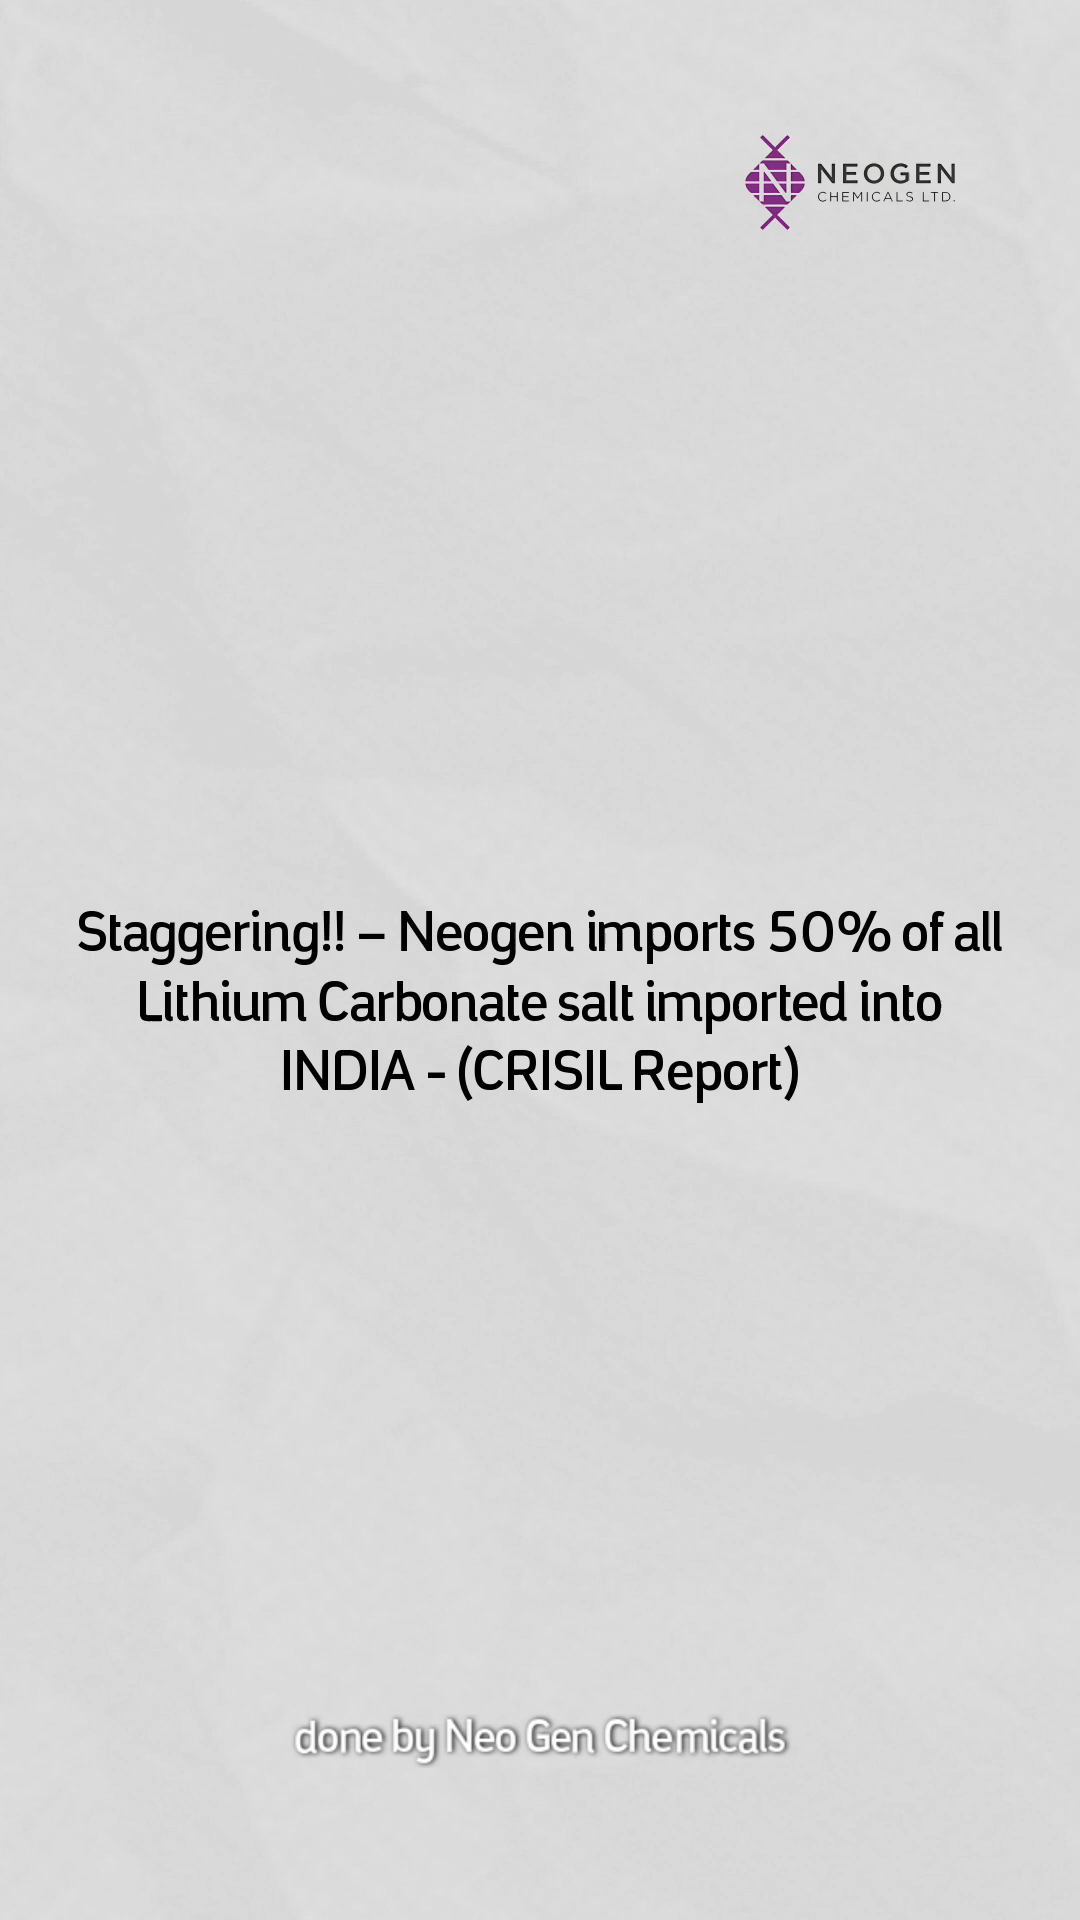 NEOGEN
CHEMICALS LTD.
Staggering!! – Neogen imports 50% of all
Lithium Carbonate salt imported into
INDIA - (CRISIL Report)
done by Neo Gen Chemicals